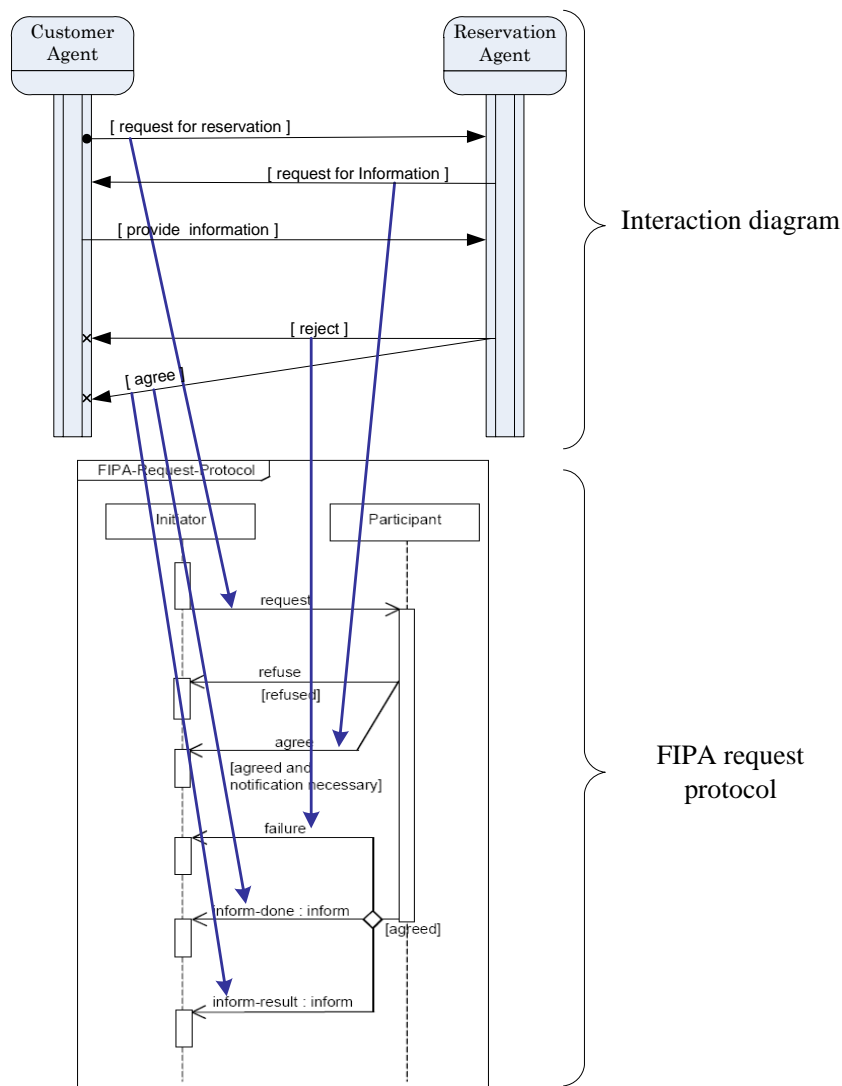 Customer
Agent
Reservation
Agent
[ request for reservation ]
[ request for Information ]
[ provide  information ]
[ reject ]
[ agree ]
Interaction diagram
FIPA-Request-Protocol
Initiator
Participant
request
refuse
[refused]
agree
[agreed and
notification necessary]
failure
inform-done : inform
[agreed]
inform-result : inform
FIPA request
protocol